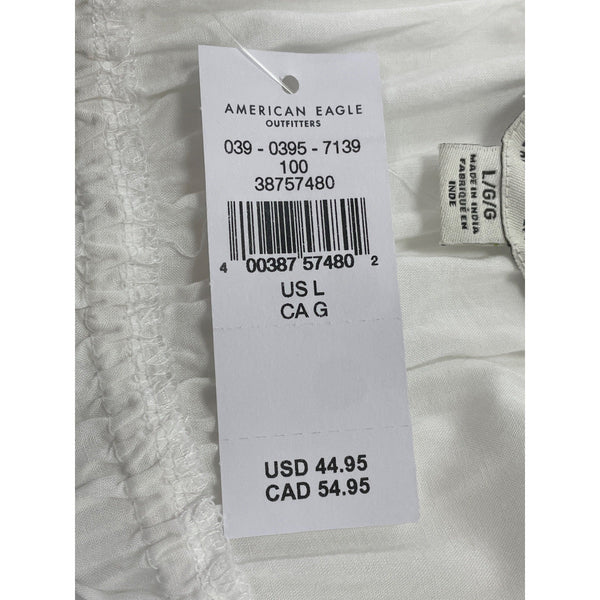 AMERICAN EAGLE
OUTFITTERS
039 - 0395 - 7139
100
38757480
4 00387 57480 2
US L
CA G
USD 44.95
CAD 54.95
L/G/G
MADE IN INDIA
FABRIQUÉ EN
INDE